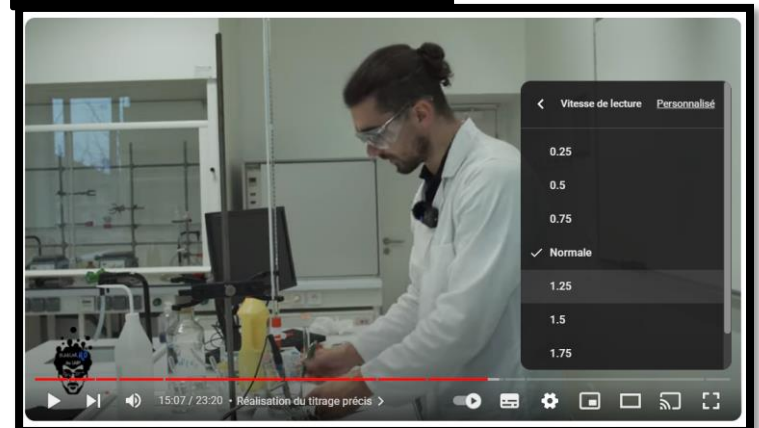 Vitesse de lecture Personnalisé
0.25
0.5
0.75
Normale
1.25
1.5
1.75
15:07 / 23:20 • Réalisation du titrage précis